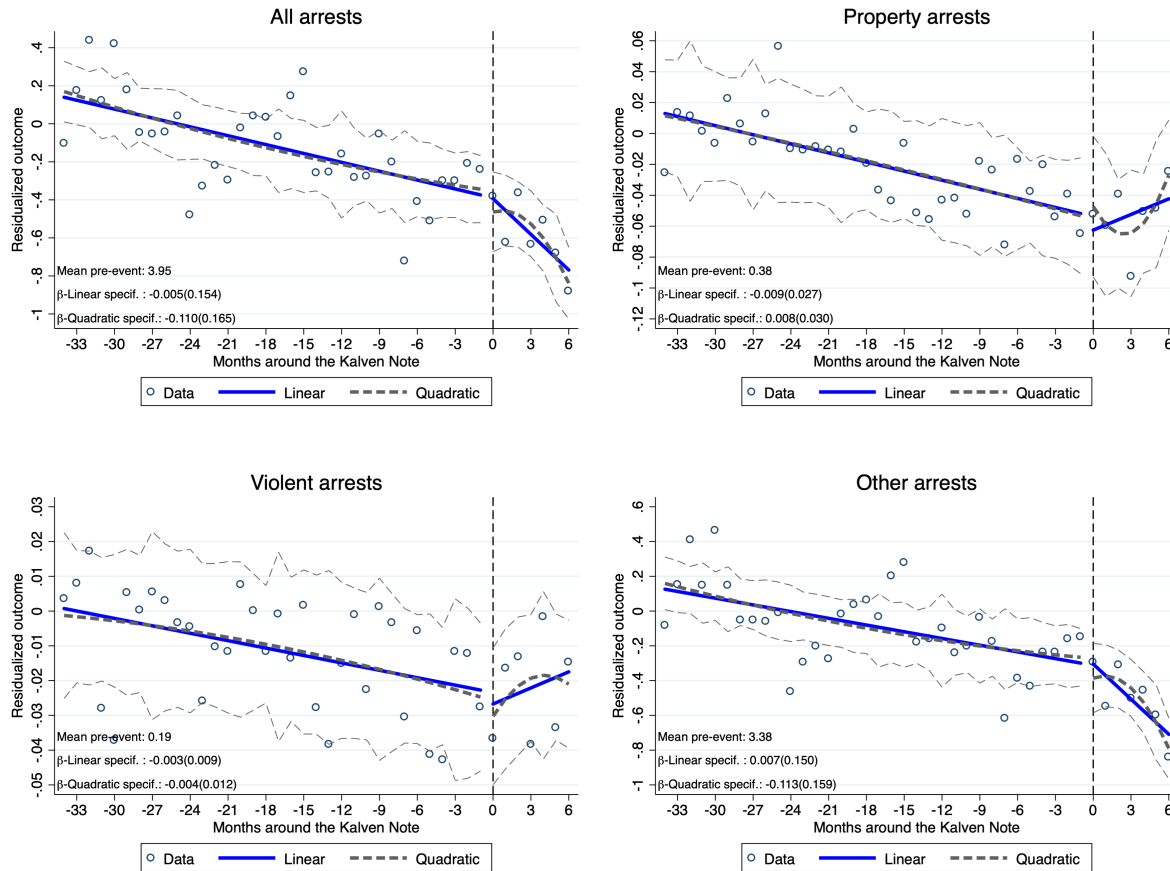 All arrests
Residualized outcome
.4
.2
0
-.2
-.4
-.6
-.8
-1
Mean pre-event: 3.95
β-Linear specif. : -0.005(0.154)
β-Quadratic specif.: -0.110(0.165)
-33 -30 -27 -24 -21 -18 -15 -12 -9 -6 -3 0 3 6
Months around the Kalven Note
Data Linear Quadratic
Property arrests
Residualized outcome
.06
.04
.02
0
-.02
-.04
-.06
-.08
-.1
-.12
Mean pre-event: 0.38
β-Linear specif. : -0.009(0.027)
β-Quadratic specif.: 0.008(0.030)
-33 -30 -27 -24 -21 -18 -15 -12 -9 -6 -3 0 3 6
Months around the Kalven Note
Data Linear Quadratic
Violent arrests
Residualized outcome
.03
.02
.01
0
-.01
-.02
-.03
-.04
-.05
Mean pre-event: 0.19
β-Linear specif. : -0.003(0.009)
β-Quadratic specif.: -0.004(0.012)
-33 -30 -27 -24 -21 -18 -15 -12 -9 -6 -3 0 3 6
Months around the Kalven Note
Data Linear Quadratic
Other arrests
Residualized outcome
.6
.4
.2
0
-.2
-.4
-.6
-.8
-1
Mean pre-event: 3.38
β-Linear specif. : 0.007(0.150)
β-Quadratic specif.: -0.113(0.159)
-33 -30 -27 -24 -21 -18 -15 -12 -9 -6 -3 0 3 6
Months around the Kalven Note
Data Linear Quadratic